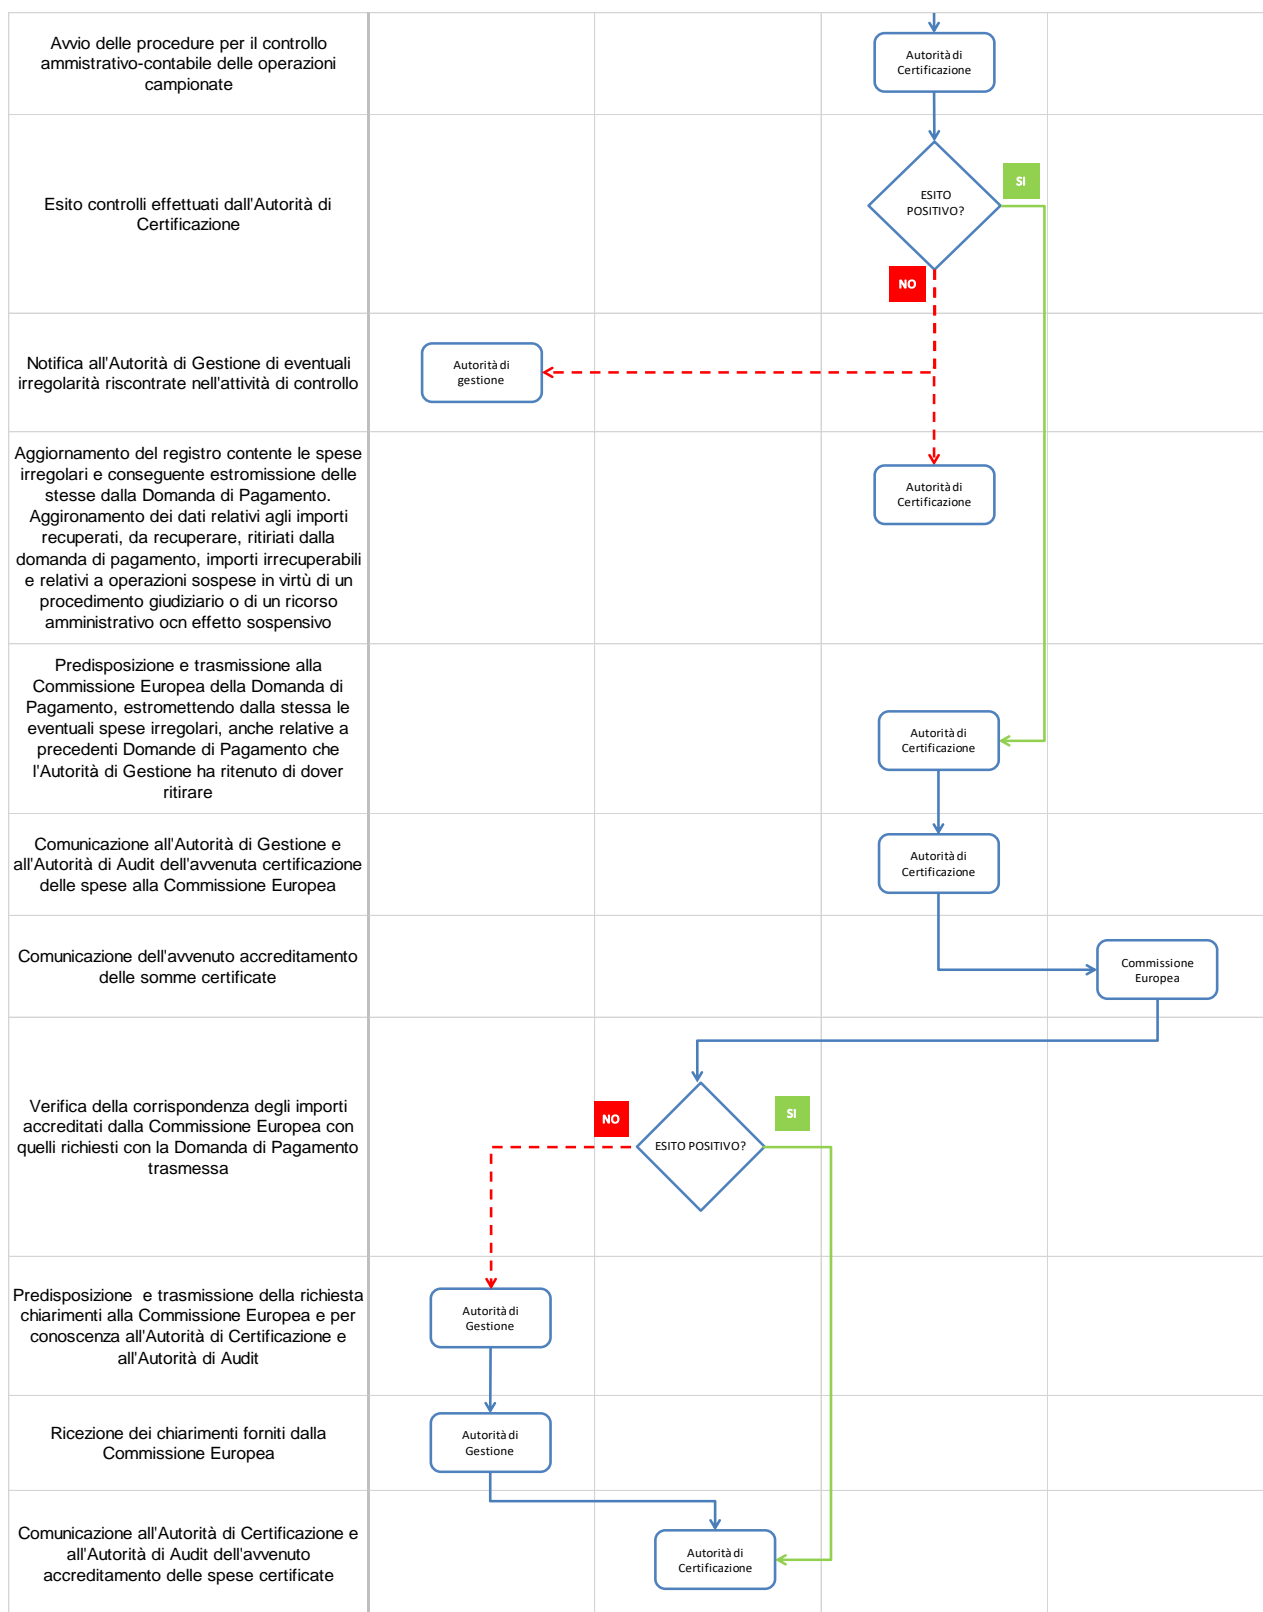 Avvio delle procedure per il controllo
ammistrativo-contabile delle operazioni
campionate
Autorità di
Certificazione
Esito controlli effettuati dall'Autorità di
Certificazione
ESITO
POSITIVO?
SI
NO
Notifica all'Autorità di Gestione di eventuali
irregolarità riscontrate nell'attività di controllo
Autorità di
gestione
Aggiornamento del registro contente le spese
irregolari e conseguente estromissione delle
stesse dalla Domanda di Pagamento.
Aggironamento dei dati relativi agli importi
recuperati, da recuperare, ritiriati dalla
domanda di pagamento, importi irrecuperabili
e relativi a operazioni sospese in virtù di un
procedimento giudiziario o di un ricorso
amministrativo ocn effetto sospensivo
Autorità di
Certificazione
Predisposizione e trasmissione alla
Commissione Europea della Domanda di
Pagamento, estromettendo dalla stessa le
eventuali spese irregolari, anche relative a
precedenti Domande di Pagamento che
l'Autorità di Gestione ha ritenuto di dover
ritirare
Autorità di
Certificazione
Comunicazione all'Autorità di Gestione e
all'Autorità di Audit dell'avvenuta certificazione
delle spese alla Commissione Europea
Autorità di
Certificazione
Comunicazione dell'avvenuto accreditamento
delle somme certificate
Commissione
Europea
Verifica della corrispondenza degli importi
accreditati dalla Commissione Europea con
quelli richiesti con la Domanda di Pagamento
trasmessa
NO
ESITO POSITIVO?
SI
Predisposizione  e trasmissione della richiesta
chiarimenti alla Commissione Europea e per
conoscenza all'Autorità di Certificazione e
all'Autorità di Audit
Autorità di
Gestione
Ricezione dei chiarimenti forniti dalla
Commissione Europea
Autorità di
Gestione
Comunicazione all'Autorità di Certificazione e
all'Autorità di Audit dell'avvenuto
accreditamento delle spese certificate
Autorità di
Certificazione